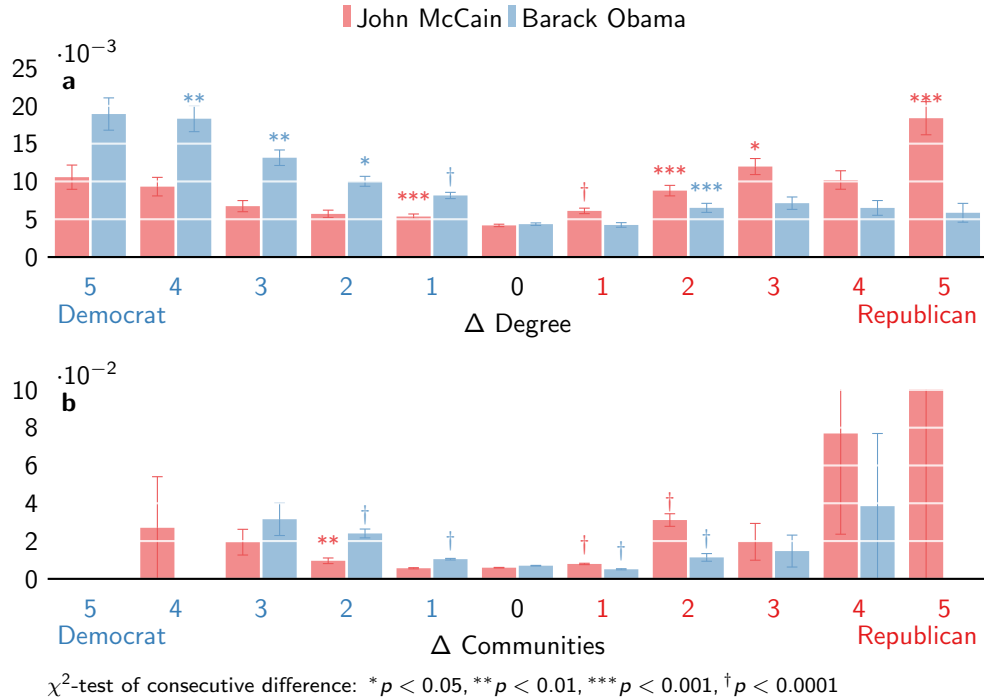 John McCain Barack Obama
·10⁻³
a
25
20
15
10
5
0
** ** * *** † † *** *** * ***
5 4 3 2 1 0 1 2 3 4 5
Democrat Δ Degree Republican
·10⁻²
b
10
8
6
4
2
0
** † † † † † †
5 4 3 2 1 0 1 2 3 4 5
Democrat Δ Communities Republican
χ²-test of consecutive difference: *p < 0.05, **p < 0.01, ***p < 0.001, †p < 0.0001